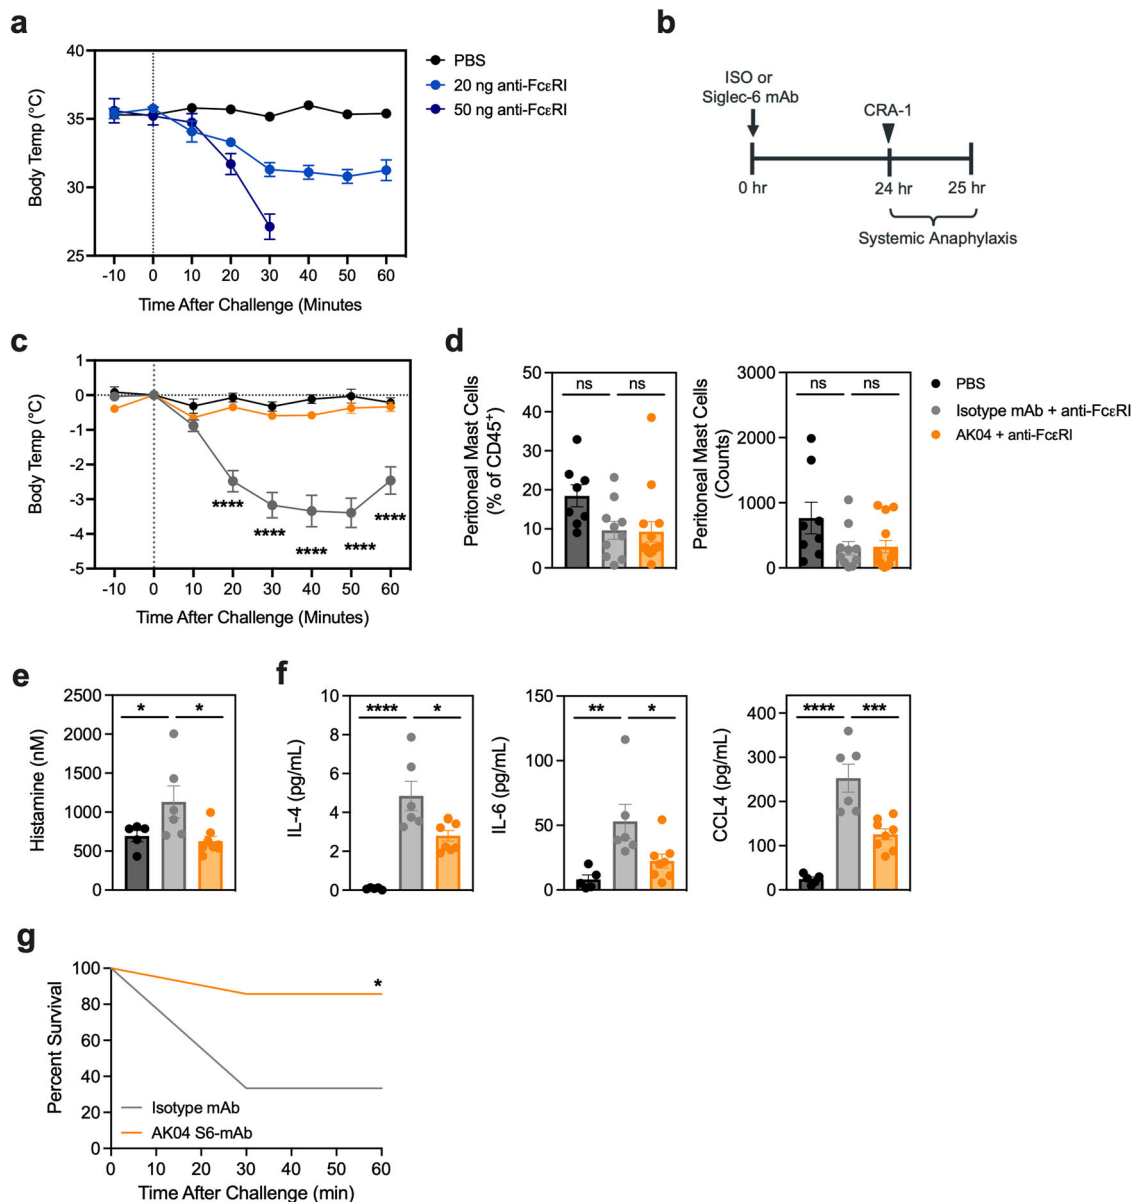 a
40
35
30
25
Body Temp (°C)
-10 0 10 20 30 40 50 60
Time After Challenge (Minutes
PBS
20 ng anti-FcεRI
50 ng anti-FcεRI
b
ISO or
Siglec-6 mAb
CRA-1
0 hr
24 hr
25 hr
Systemic Anaphylaxis
c
1
0
-1
-2
-3
-4
-5
Body Temp (°C)
****
****
****
****
****
-10 0 10 20 30 40 50 60
Time After Challenge (Minutes)
d
Peritoneal Mast Cells
(% of CD45⁺)
50
40
30
20
10
0
ns ns
Peritoneal Mast Cells
(Counts)
3000
2000
1000
0
ns ns
PBS
Isotype mAb + anti-FcεRI
AK04 + anti-FcεRI
e
Histamine (nM)
2500
2000
1500
1000
500
0
* *
f
IL-4 (pg/mL)
10
8
6
4
2
0
**** *
IL-6 (pg/mL)
150
100
50
0
** *
CCL4 (pg/mL)
400
300
200
100
0
**** ***
g
Percent Survival
100
80
60
40
20
0
*
Isotype mAb
AK04 S6-mAb
0 10 20 30 40 50 60
Time After Challenge (min)